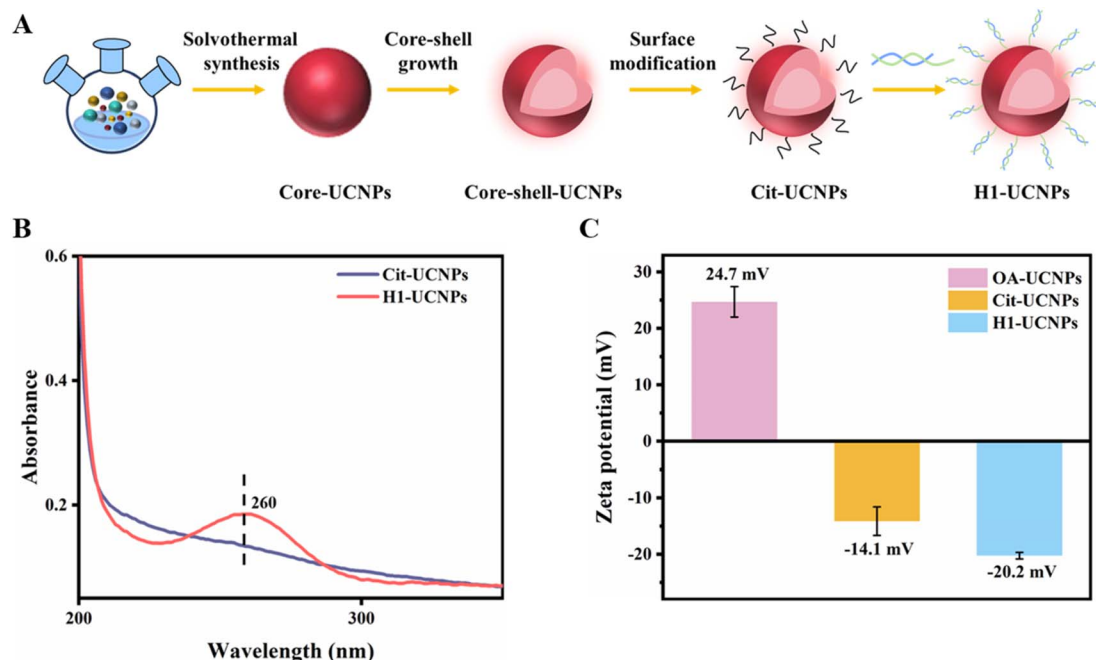 A
Solvothermal
synthesis
Core-shell
growth
Surface
modification
Core-UCNPs
Core-shell-UCNPs
Cit-UCNPs
H1-UCNPs
B
0.6
0.4
0.2
Absorbance
Cit-UCNPs
H1-UCNPs
260
200
300
Wavelength (nm)
C
30
20
10
0
-10
-20
Zeta potential (mV)
24.7 mV
OA-UCNPs
Cit-UCNPs
H1-UCNPs
-14.1 mV
-20.2 mV